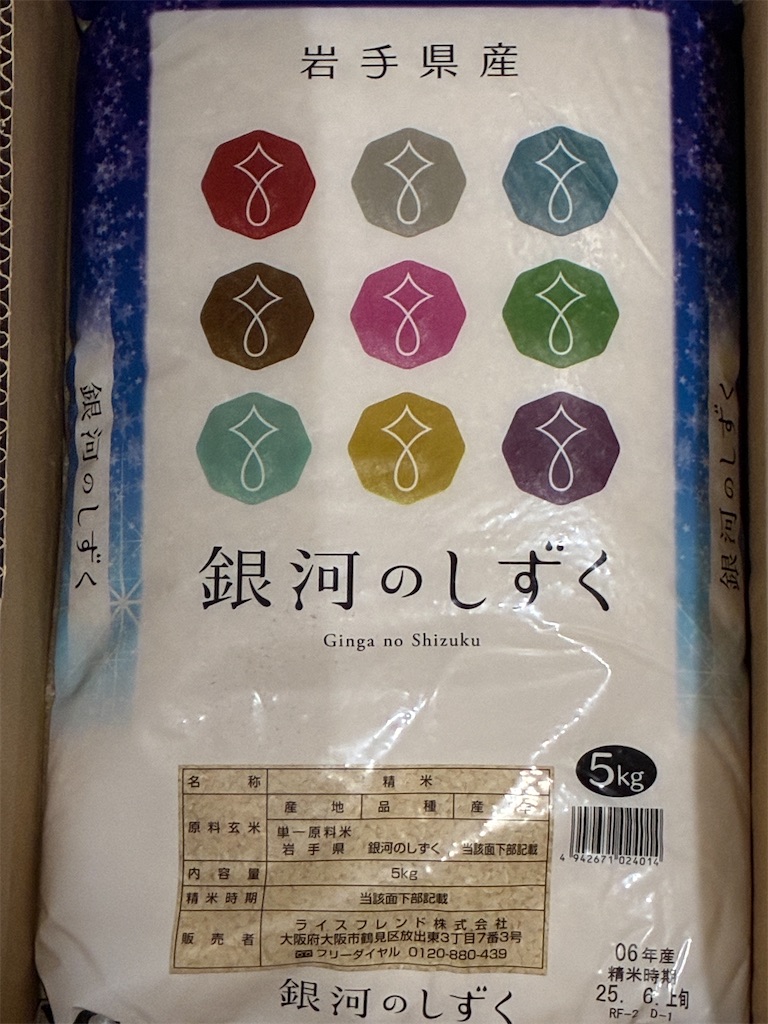 岩手県産
銀河のしずく
銀河のしずく
銀河のしずく
Ginga no Shizuku
5kg
名称 精米
原料玄米 産地 品種 産年
単一原料米
岩手県 銀河のしずく 当該面下部記載
内容量 5kg
精米時期 当該面下部記載
販売者 ライスフレンド株式会社
大阪府大阪市鶴見区放出東3丁目7番3号
フリーダイヤル 0120-880-439
4 942671 024014
06年産
精米時期
25. 6. 上旬
RF-2 D-1
銀河のしずく